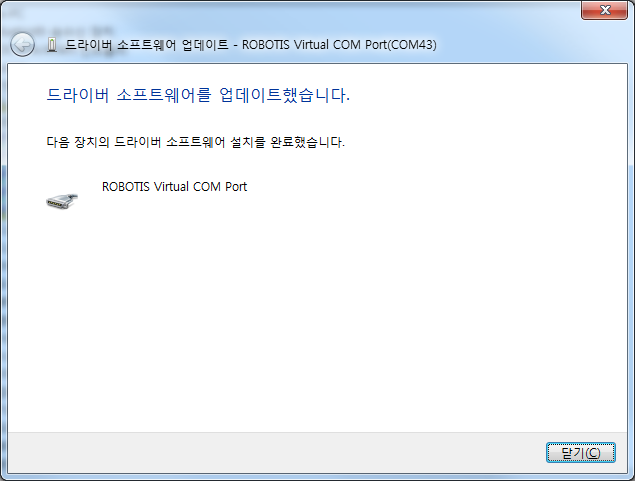 드라이버 소프트웨어 업데이트 - ROBOTIS Virtual COM Port(COM43)
드라이버 소프트웨어를 업데이트했습니다.
다음 장치의 드라이버 소프트웨어 설치를 완료했습니다.
ROBOTIS Virtual COM Port
닫기(C)